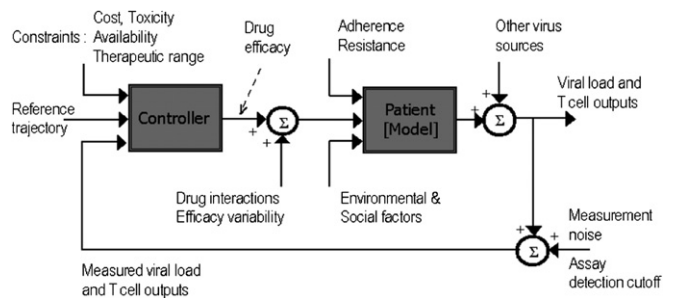 Constraints :
Cost, Toxicity
Availability
Therapeutic range
Drug
efficacy
Adherence
Resistance
Other virus
sources
Viral load and
T cell outputs
Reference
trajectory
Controller
+
+
Σ
Patient
[Model]
+
+
Σ
Drug interactions
Efficacy variability
Environmental &
Social factors
Measurement
noise
+
+
Σ
Assay
detection cutoff
Measured viral load
and T cell outputs